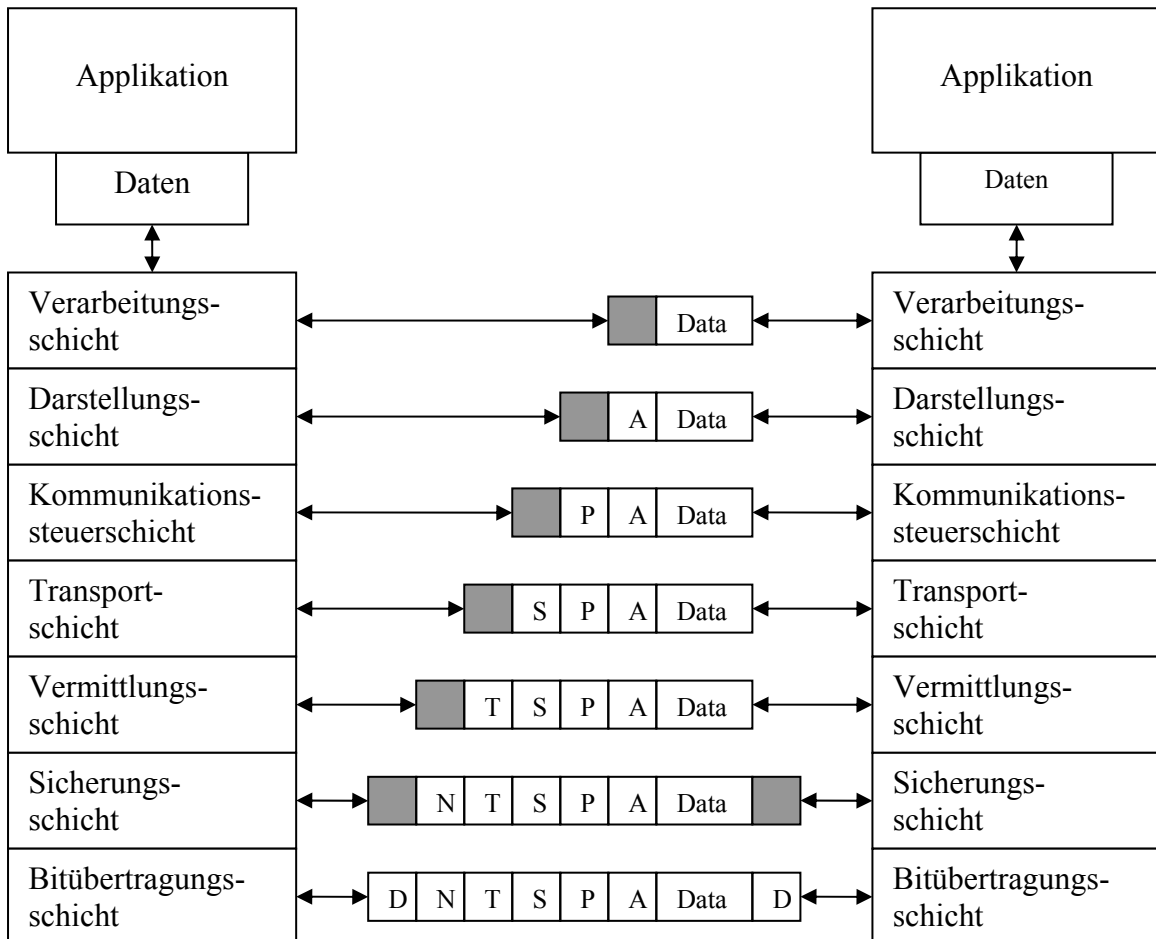 Applikation
Applikation
Daten
Daten
Verarbeitungs-
schicht
Data
Verarbeitungs-
schicht
Darstellungs-
schicht
A Data
Darstellungs-
schicht
Kommunikations-
steuerschicht
P A Data
Kommunikations-
steuerschicht
Transport-
schicht
S P A Data
Transport-
schicht
Vermittlungs-
schicht
T S P A Data
Vermittlungs-
schicht
Sicherungs-
schicht
N T S P A Data
Sicherungs-
schicht
Bitübertragungs-
schicht
D N T S P A Data D
Bitübertragungs-
schicht